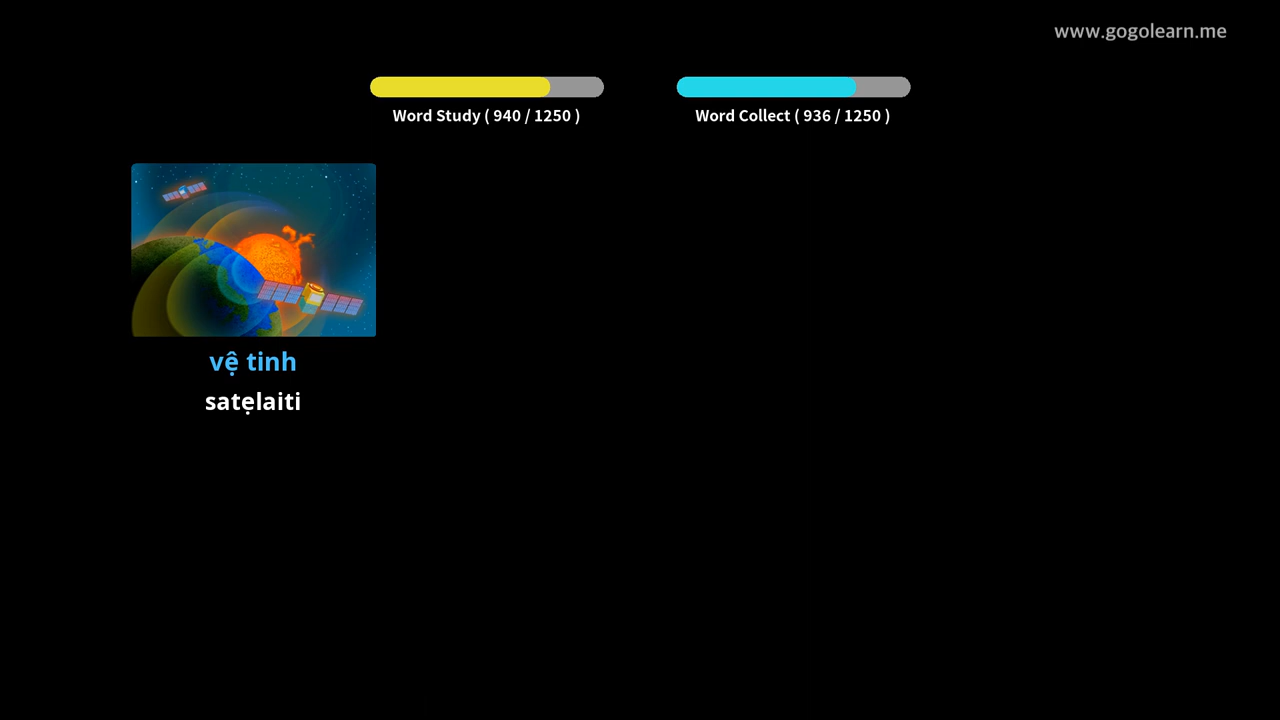 www.gogolearn.me
Word Study ( 940 / 1250 )
Word Collect ( 936 / 1250 )
vệ tinh
satẹlaiti